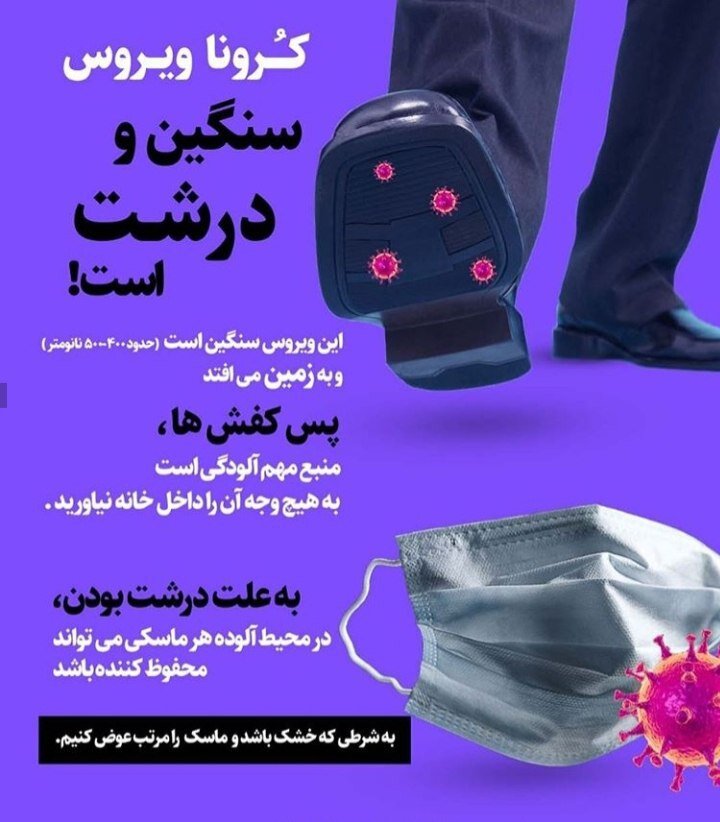 کُرونا ویروس
سنگین و
درشت
است!
این ویروس سنگین است (حدود ۴۰۰-۵۰ نانومتر)
و به زمین می افتد
پس کفش ها،
منبع مهم آلودگی است
به هیچ وجه آن را داخل خانه نیاورید.
به علت درشت بودن،
در محیط آلوده هر ماسکی می تواند
محفوظ کننده باشد
به شرطی که خشک باشد و ماسک را مرتب عوض کنیم.